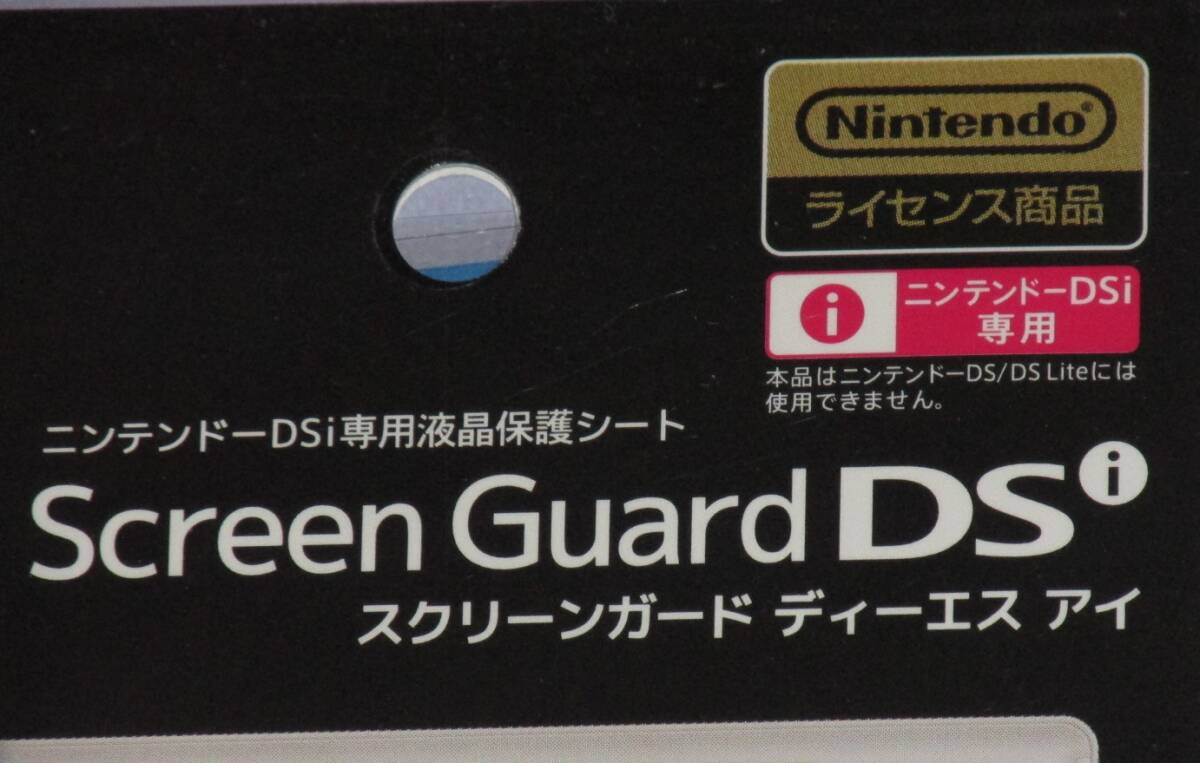 Nintendo®
ライセンス商品
i
ニンテンドーDSi
専用
本品はニンテンドーDS/DS Liteには
使用できません。
ニンテンドーDSi専用液晶保護シート
Screen Guard DSi
スクリーンガード ディーエス アイ